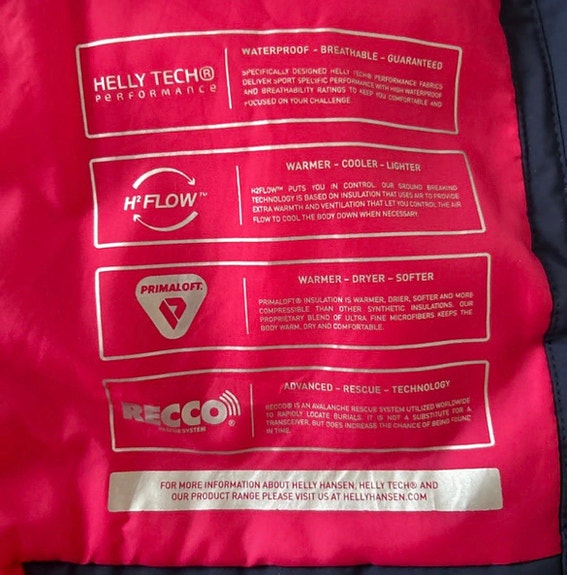 HELLY TECH®
PERFORMANCE
WATERPROOF – BREATHABLE – GUARANTEED
SPECIFICALLY DESIGNED HELLY TECH® PERFORMANCE FABRICS
DELIVER SPORT SPECIFIC PERFORMANCE WITH HIGH WATERPROOF
AND BREATHABILITY RATINGS TO KEEP YOU COMFORTABLE AND
FOCUSED ON YOUR CHALLENGE
H²FLOW™
WARMER – COOLER – LIGHTER
H2FLOW™ PUTS YOU IN CONTROL. OUR GROUND BREAKING
TECHNOLOGY IS BASED ON INSULATION THAT USES AIR TO PROVIDE
EXTRA WARMTH AND VENTILATION THAT LET YOU CONTROL THE AIR
FLOW TO COOL THE BODY DOWN WHEN NECESSARY.
PRIMALOFT.
WARMER – DRYER – SOFTER
PRIMALOFT® INSULATION IS WARMER, DRIER, SOFTER AND MORE
COMPRESSIBLE THAN OTHER SYNTHETIC INSULATIONS. OUR
PROPRIETARY BLEND OF ULTRA FINE MICROFIBERS KEEPS THE
BODY WARM, DRY AND COMFORTABLE.
RECCO®
RESCUE SYSTEM
ADVANCED – RESCUE – TECHNOLOGY
RECCO® IS AN AVALANCHE RESCUE SYSTEM UTILIZED WORLDWIDE
TO RAPIDLY LOCATE BURIALS. IT IS NOT A SUBSTITUTE FOR A
TRANSCEIVER, BUT DOES INCREASE THE CHANCE OF BEING FOUND
IN TIME.
FOR MORE INFORMATION ABOUT HELLY HANSEN, HELLY TECH® AND
OUR PRODUCT RANGE PLEASE VISIT US AT HELLYHANSEN.COM